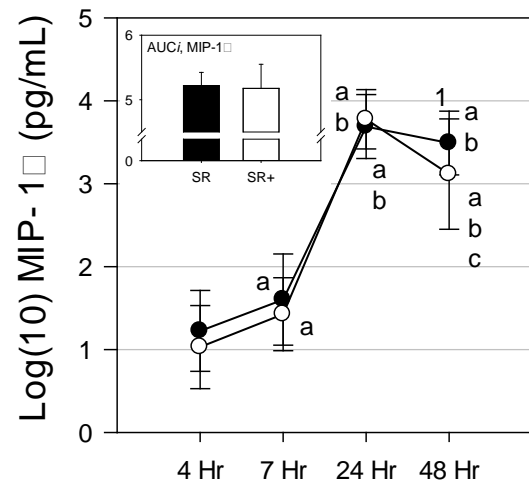 Log(10) MIP-1□ (pg/mL)
5
4
3
2
1
0
AUCi, MIP-1□
5
0
SR
SR+
a
b
a
b
1
a
b
a
b
c
a
a
4 Hr
7 Hr
24 Hr
48 Hr